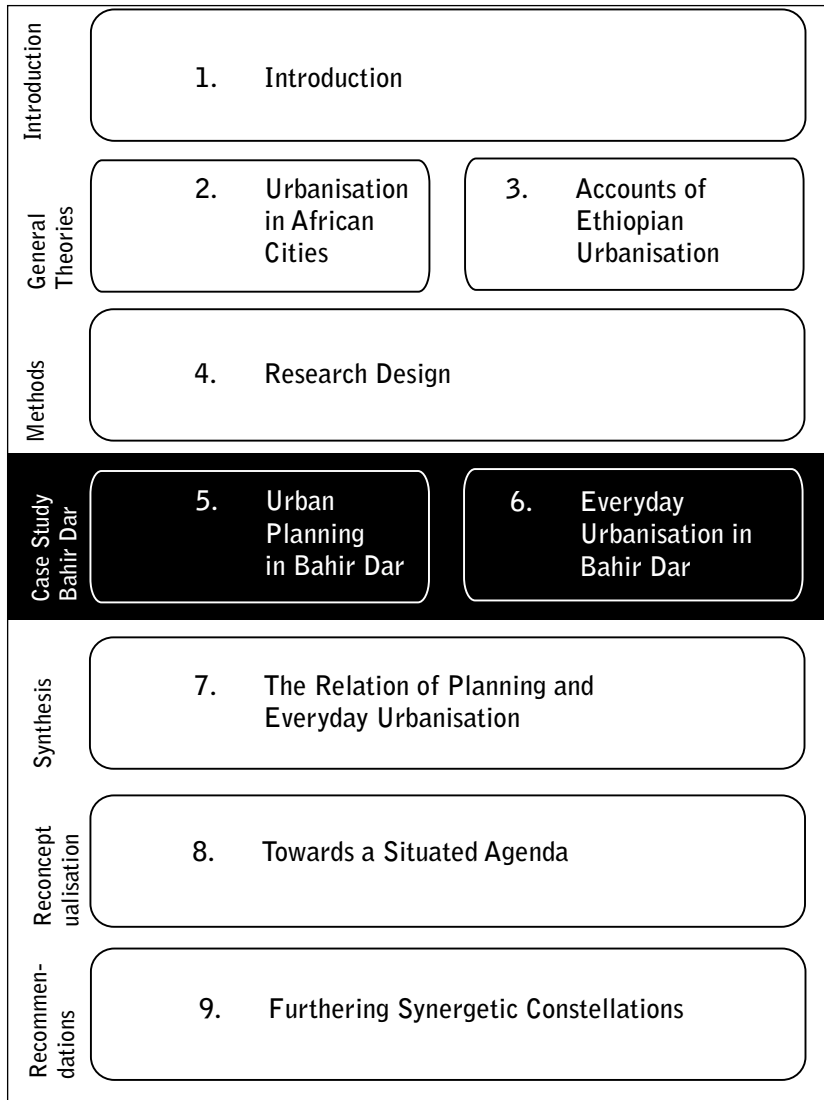 Introduction
1. Introduction
General
Theories
2. Urbanisation
in African
Cities
3. Accounts of
Ethiopian
Urbanisation
Methods
4. Research Design
Case Study
Bahir Dar
5. Urban
Planning
in Bahir Dar
6. Everyday
Urbanisation in
Bahir Dar
Synthesis
7. The Relation of Planning and
Everyday Urbanisation
Reconcept
ualisation
8. Towards a Situated Agenda
Recommen-
dations
9. Furthering Synergetic Constellations